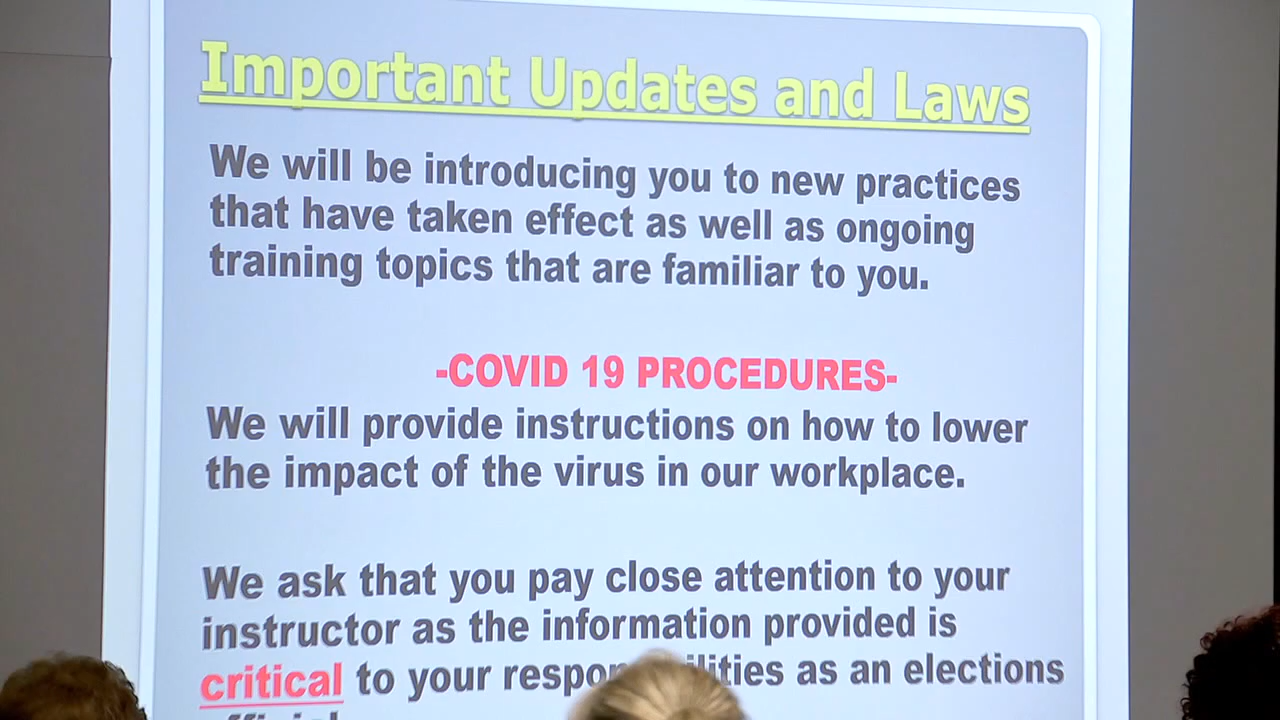 Important Updates and Laws
We will be introducing you to new practices
that have taken effect as well as ongoing
training topics that are familiar to you.
-COVID 19 PROCEDURES-
We will provide instructions on how to lower
the impact of the virus in our workplace.
We ask that you pay close attention to your
instructor as the information provided is
critical to your as an elections